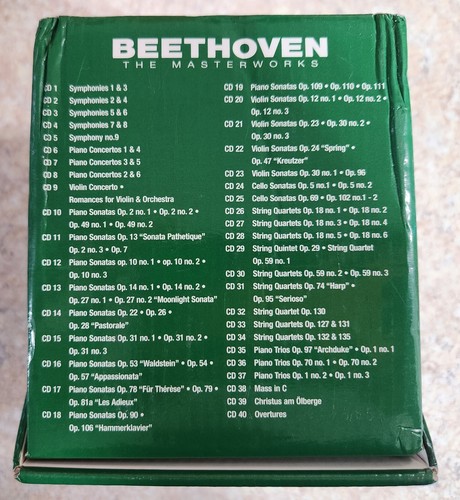 BEETHOVEN
THE MASTERWORKS
CD 1 Symphonies 1 & 3
CD 2 Symphonies 2 & 4
CD 3 Symphonies 5 & 6
CD 4 Symphonies 7 & 8
CD 5 Symphony no.9
CD 6 Piano Concertos 1 & 4
CD 7 Piano Concertos 3 & 5
CD 8 Piano Concertos 2 & 6
CD 9 Violin Concerto •
Romances for Violin & Orchestra
CD 10 Piano Sonatas Op. 2 no. 1 • Op. 2 no. 2 •
Op. 49 no. 1 • Op. 49 no. 2
CD 11 Piano Sonatas Op. 13 "Sonata Pathetique"
Op. 2 no. 3 • Op. 7
CD 12 Piano Sonatas op. 10 no. 1 • op. 10 no. 2 •
Op. 10 no. 3
CD 13 Piano Sonatas Op. 14 no. 1 • Op. 14 no. 2 •
Op. 27 no. 1 • Op. 27 no. 2 "Moonlight Sonata"
CD 14 Piano Sonatas Op. 22 • Op. 26 •
Op. 28 "Pastorale"
CD 15 Piano Sonatas Op. 31 no. 1 • Op. 31 no. 2 •
Op. 31 no. 3
CD 16 Piano Sonatas Op. 53 "Waldstein" • Op. 54 •
Op. 57 "Appassionata"
CD 17 Piano Sonatas Op. 78 "Für Thérèse" • Op. 79 •
Op. 81a "Les Adieux"
CD 18 Piano Sonatas Op. 90 •
Op. 106 "Hammerklavier"
CD 19 Piano Sonatas Op. 109 • Op. 110 • Op. 111
CD 20 Violin Sonatas Op. 12 no. 1 • Op. 12 no. 2 •
Op. 12 no. 3
CD 21 Violin Sonatas Op. 23 • Op. 30 no. 2 •
Op. 30 no. 3
CD 22 Violin Sonatas Op. 24 "Spring" •
Op. 47 "Kreutzer"
CD 23 Violin Sonatas Op. 30 no. 1 • Op. 96
CD 24 Cello Sonatas Op. 5 no. 1 • Op. 5 no. 2
CD 25 Cello Sonatas Op. 69 • Op. 102 no. 1 - 2
CD 26 String Quartets Op. 18 no. 1 • Op. 18 no. 2
CD 27 String Quartets Op. 18 no. 3 • Op. 18 no. 4
CD 28 String Quartets Op. 18 no. 5 • Op. 18 no. 6
CD 29 String Quintet Op. 29 • String Quartet
Op. 59 no. 1
CD 30 String Quartets Op. 59 no. 2 • Op. 59 no. 3
CD 31 String Quartets Op. 74 "Harp" •
Op. 95 "Serioso"
CD 32 String Quartet Op. 130
CD 33 String Quartets Op. 127 & 131
CD 34 String Quartets Op. 132 & 135
CD 35 Piano Trios Op. 97 "Archduke" • Op. 1 no. 1
CD 36 Piano Trios Op. 70 no. 1 • Op. 70 no. 2
CD 37 Piano Trios Op. 1 no. 2 • Op. 1 no. 3
CD 38 Mass in C
CD 39 Christus am Ölberge
CD 40 Overtures